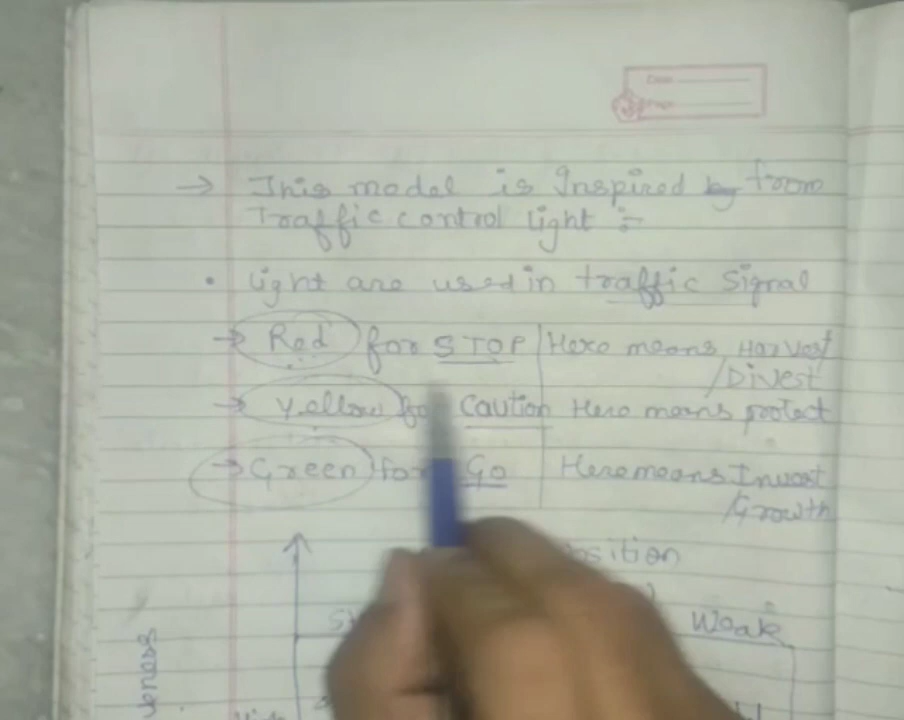 → This model is Inspired by from
Traffic control light :-
• light are used in traffic signal
→ Red for STOP | Here means Harvest
/Divest
→ Yellow for Caution Here means protect
→ Green for Go Here means Invest
/Growth
Weak